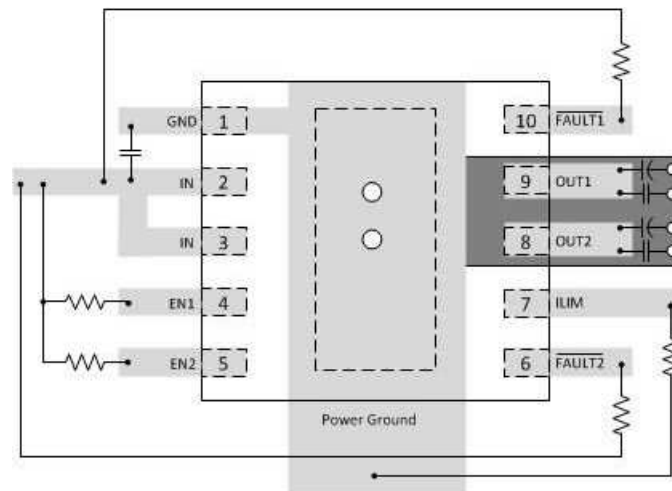 GND 1
10 FAULT1
IN 2
9 OUT1
IN 3
8 OUT2
EN1 4
7 ILIM
EN2 5
6 FAULT2
Power Ground